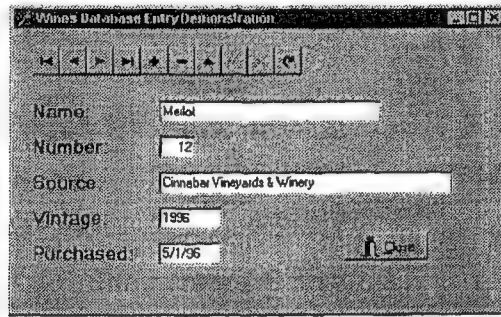 Wines Database Entry Demonstration
Name:
Merlot
Number:
12
Source:
Cinnabar Vineyards & Winery
Vintage:
1996
Purchased:
5/1/96
Close